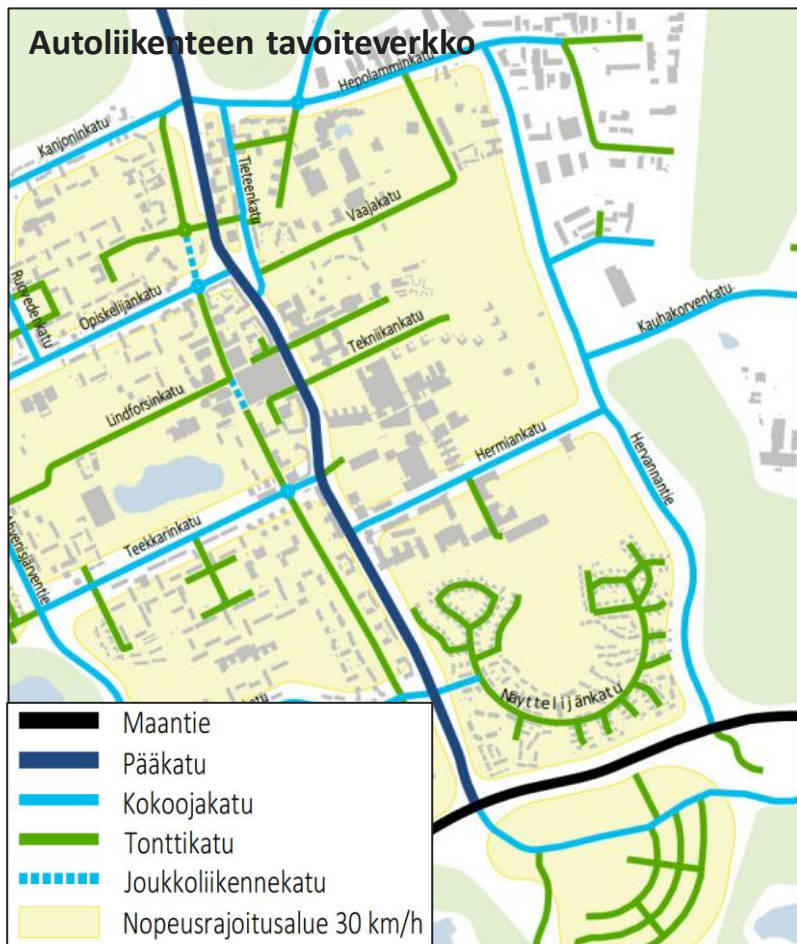 Autoliikenteen tavoiteverkko
Hepolamminkatu
Kanjoninkatu
Tieteenkatu
Vaajakatu
Ruovedenkatu
Opiskelijankatu
Kauhakorvenkatu
Tekniikankatu
Lindforsinkatu
Hermiankatu
Hervannantie
Teekkarinkatu
Ahvenisjärventie
Näyttelijänkatu
Maantie
Pääkatu
Kokoojakatu
Tonttikatu
Joukkoliikennekatu
Nopeusrajoitusalue 30 km/h